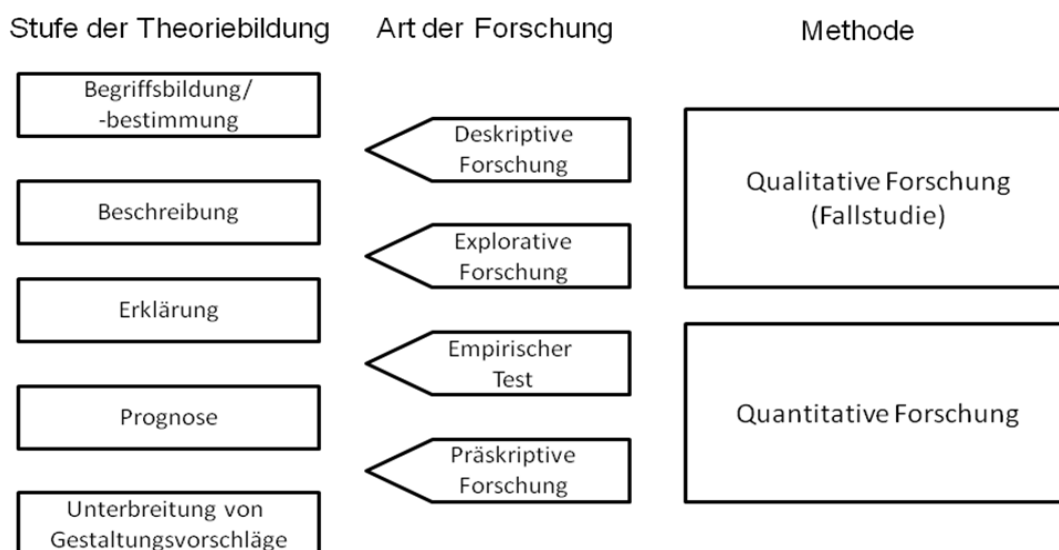 Stufe der Theoriebildung
Art der Forschung
Methode
Begriffsbildung/
-bestimmung
Beschreibung
Erklärung
Prognose
Unterbreitung von
Gestaltungsvorschläge
Deskriptive
Forschung
Explorative
Forschung
Empirischer
Test
Präskriptive
Forschung
Qualitative Forschung
(Fallstudie)
Quantitative Forschung